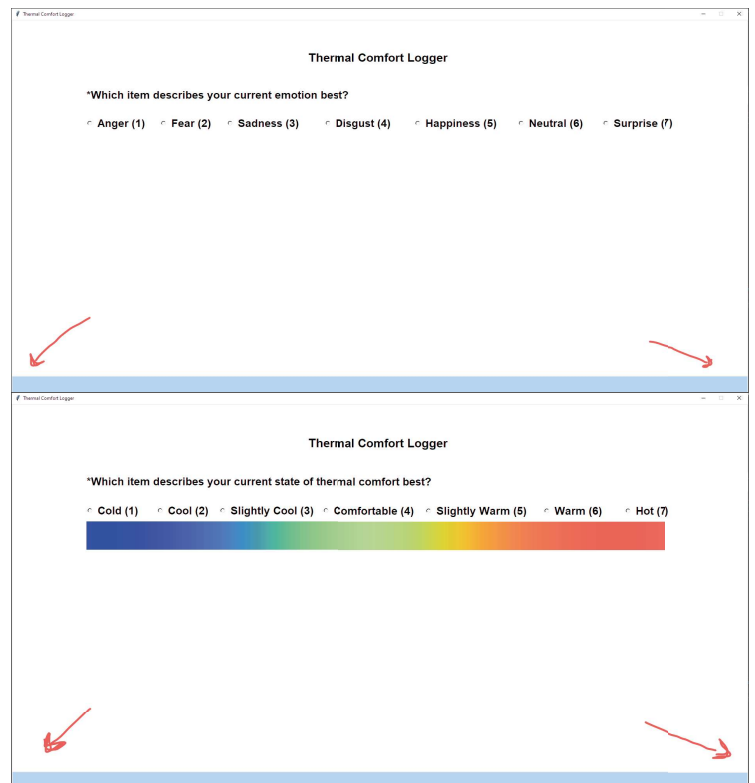 Thermal Comfort Logger
Thermal Comfort Logger
*Which item describes your current emotion best?
Anger (1) Fear (2) Sadness (3) Disgust (4) Happiness (5) Neutral (6) Surprise (7)
Thermal Comfort Logger
Thermal Comfort Logger
*Which item describes your current state of thermal comfort best?
Cold (1) Cool (2) Slightly Cool (3) Comfortable (4) Slightly Warm (5) Warm (6) Hot (7)